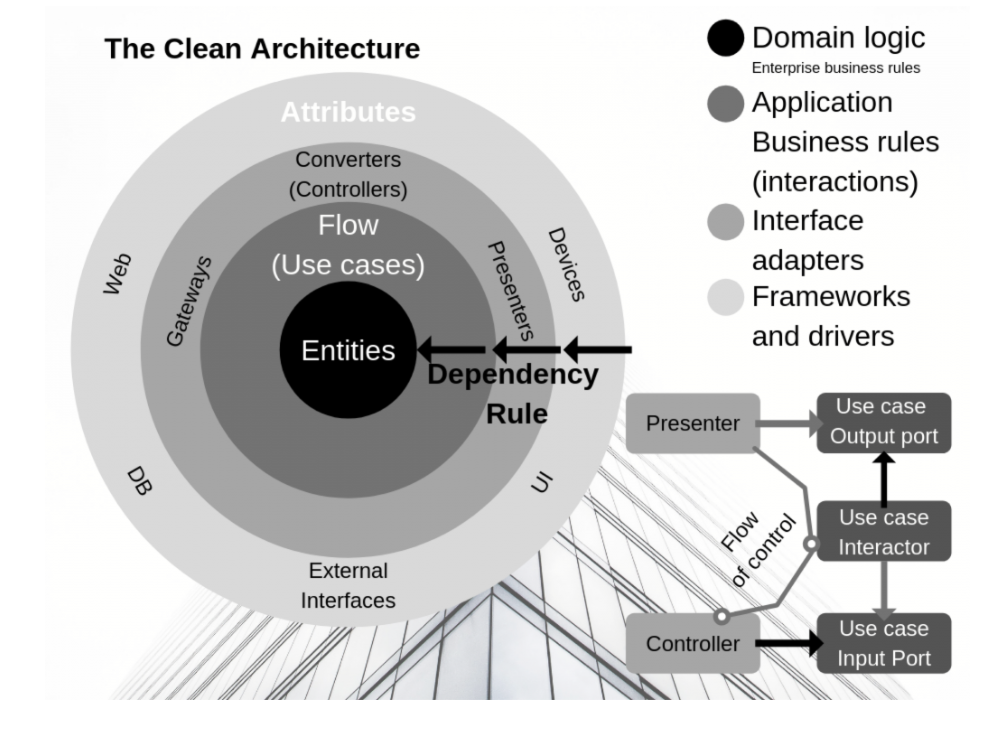 The Clean Architecture
Attributes
Converters
(Controllers)
Flow
(Use cases)
Entities
Web
Gateways
Presenters
Devices
Dependency
Rule
DB
UI
External
Interfaces
Domain logic
Enterprise business rules
Application
Business rules
(interactions)
Interface
adapters
Frameworks
and drivers
Presenter
Use case
Output port
Flow
of control
Use case
Interactor
Controller
Use case
Input Port